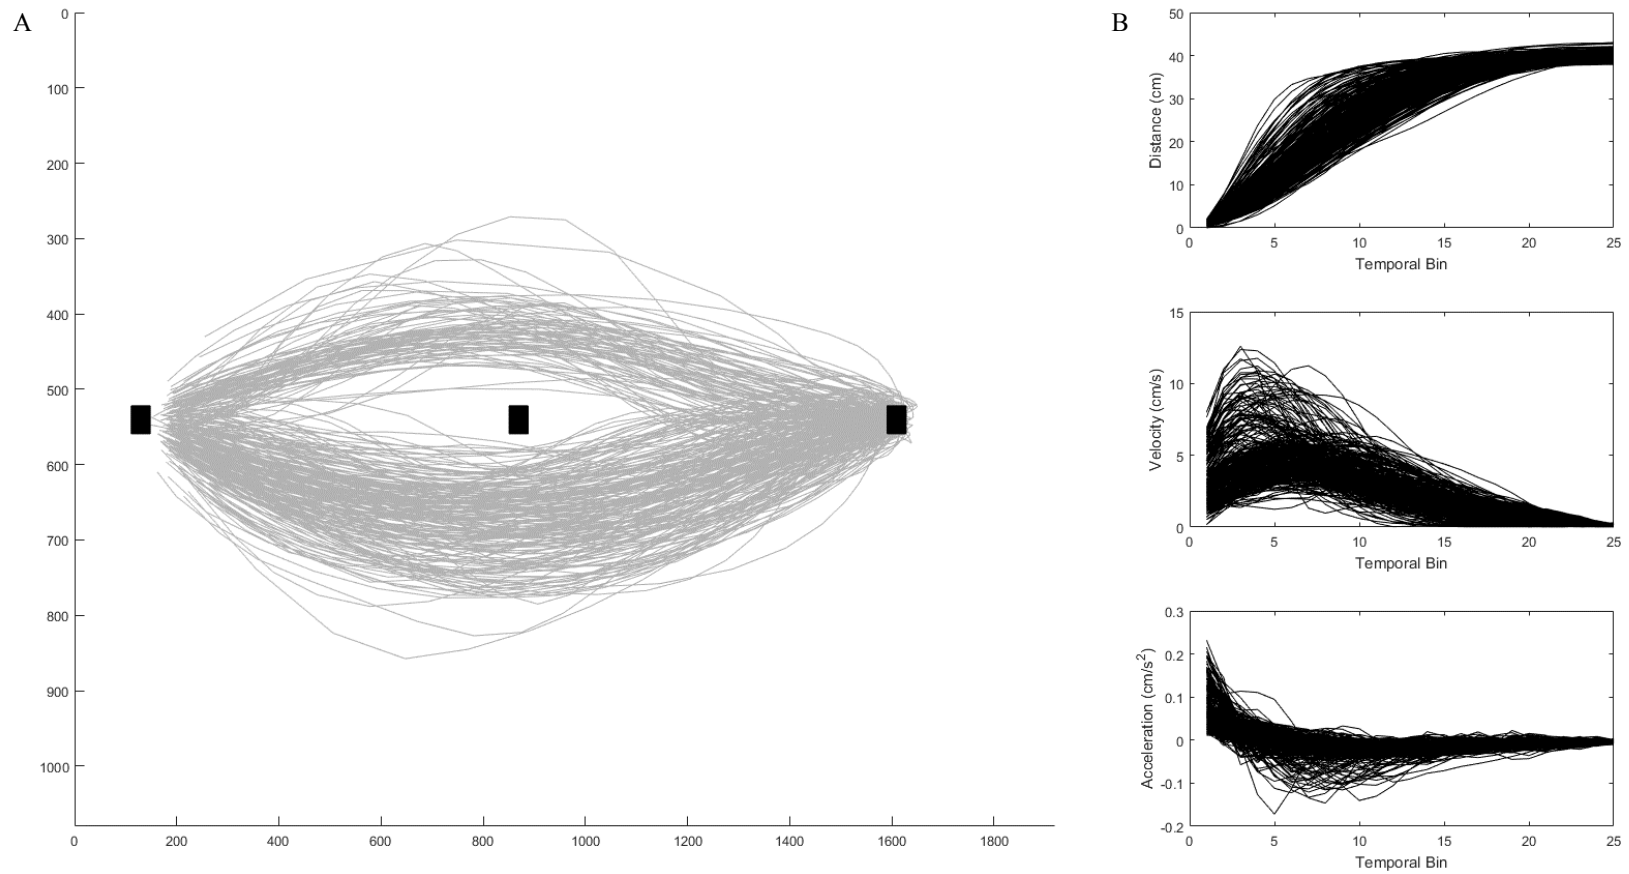 A
0
100
200
300
400
500
600
700
800
900
1000
0 200 400 600 800 1000 1200 1400 1600 1800
B
50
40
30
20
10
0
Distance (cm)
0 5 10 15 20 25
Temporal Bin
15
10
5
0
Velocity (cm/s)
0 5 10 15 20 25
Temporal Bin
0.3
0.2
0.1
0
-0.1
-0.2
Acceleration (cm/s²)
0 5 10 15 20 25
Temporal Bin